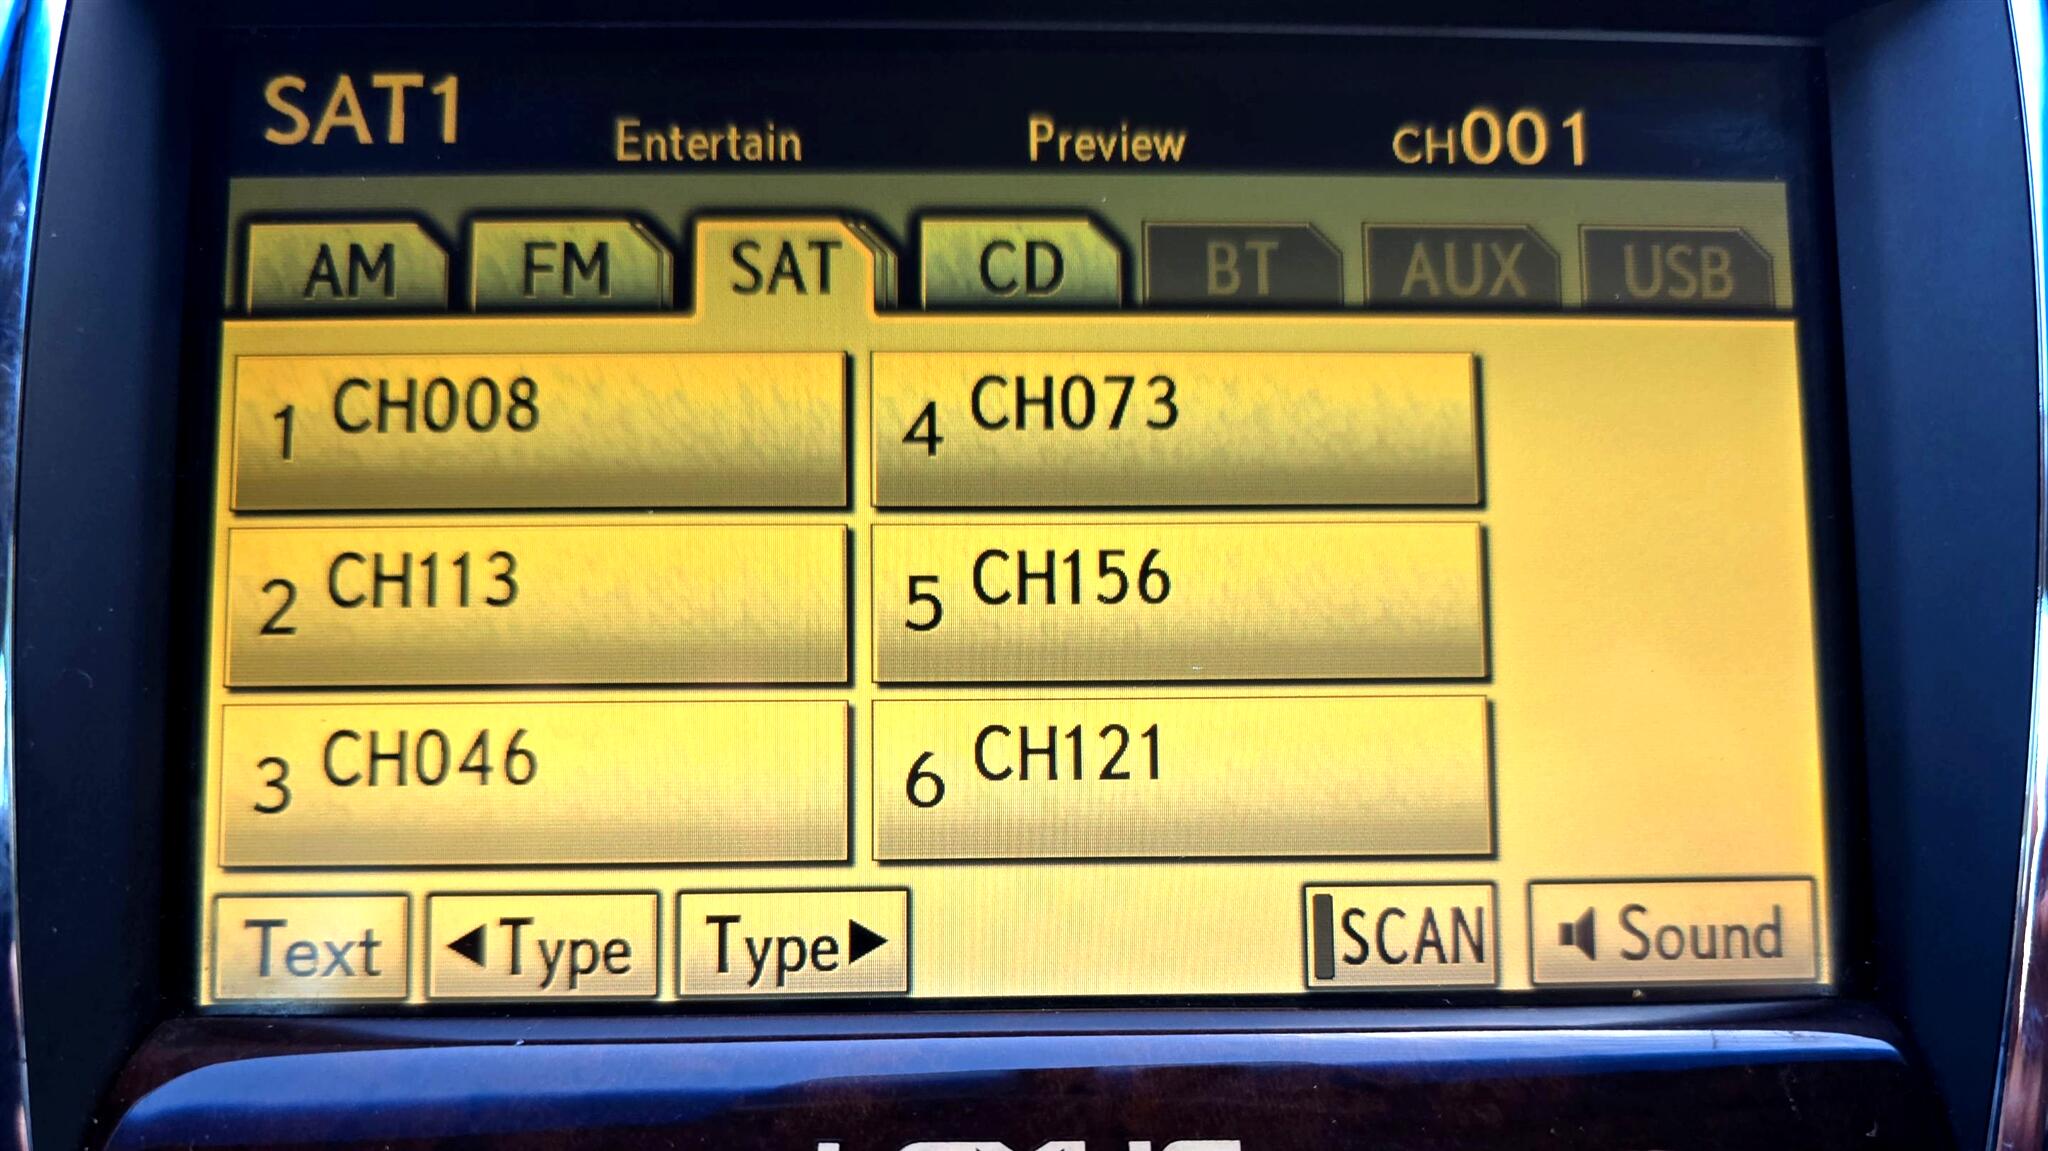 SAT1 Entertain Preview CH001
AM FM SAT CD BT AUX USB
1 CH008
2 CH113
3 CH046
4 CH073
5 CH156
6 CH121
Text ◀Type Type▶ SCAN Sound
LEXUS